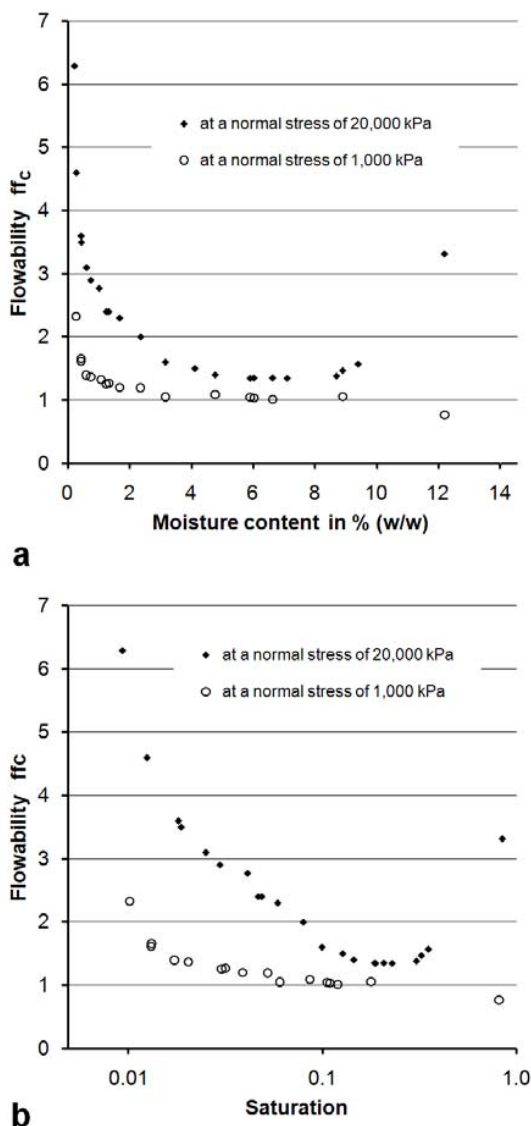 7
6
5
4
3
2
1
0
Flowability ff_C
at a normal stress of 20,000 kPa
at a normal stress of 1,000 kPa
0 2 4 6 8 10 12 14
Moisture content in % (w/w)
a
7
6
5
4
3
2
1
0
Flowability ffc
at a normal stress of 20,000 kPa
at a normal stress of 1,000 kPa
0.01 0.1 1.0
Saturation
b